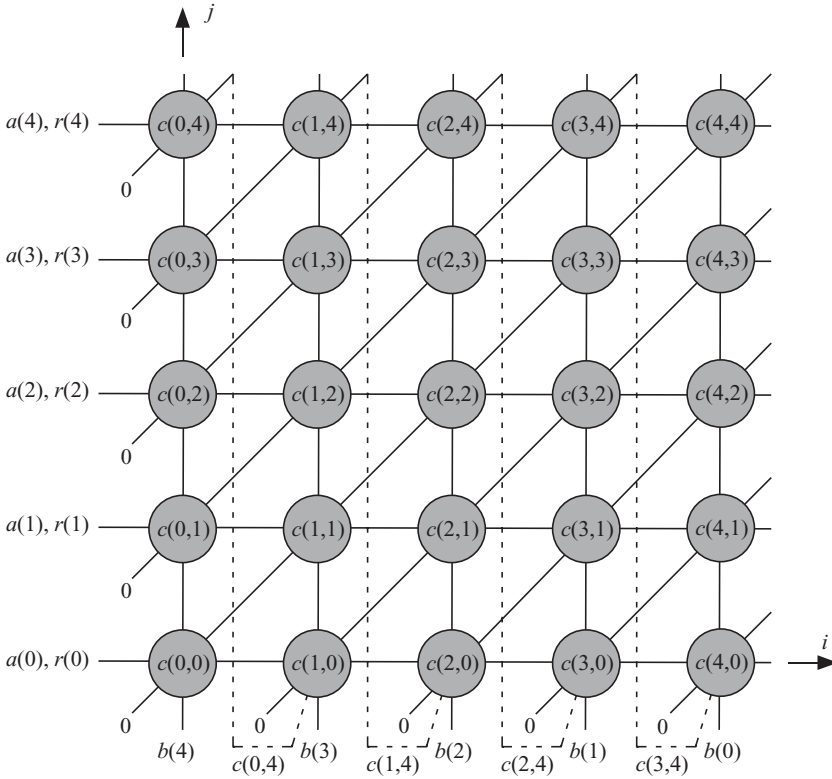 j
a(4), r(4) c(0,4) c(1,4) c(2,4) c(3,4) c(4,4)
0
a(3), r(3) c(0,3) c(1,3) c(2,3) c(3,3) c(4,3)
0
a(2), r(2) c(0,2) c(1,2) c(2,2) c(3,2) c(4,2)
0
a(1), r(1) c(0,1) c(1,1) c(2,1) c(3,1) c(4,1)
0
i
a(0), r(0) c(0,0) c(1,0) c(2,0) c(3,0) c(4,0)
0 0 0 0 0
b(4) b(3) b(2) b(1) b(0)
c(0,4) c(1,4) c(2,4) c(3,4)